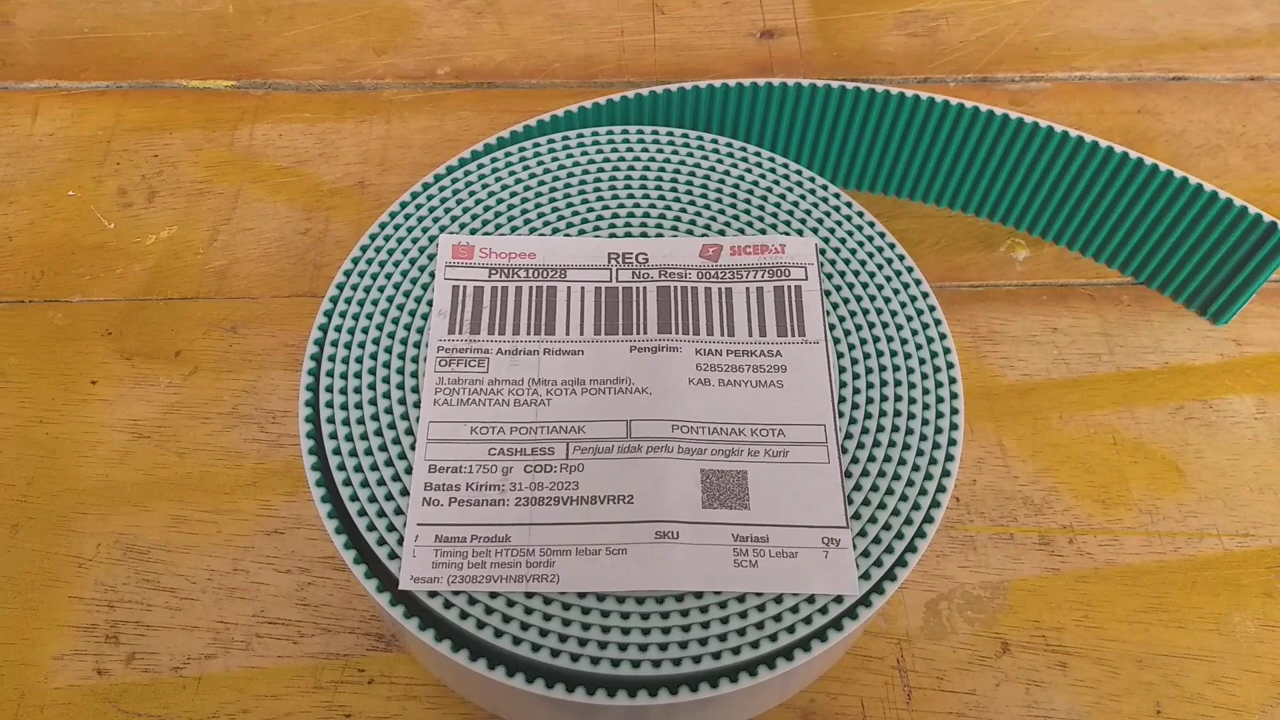 Shopee REG SICEPAT
PNK10028 No. Resi: 004235777900
Penerima: Andrian Ridwan
OFFICE
Jl.tabrani ahmad (Mitra aqila mandiri),
PONTIANAK KOTA, KOTA PONTIANAK,
KALIMANTAN BARAT
Pengirim: KIAN PERKASA
6285286785299
KAB. BANYUMAS
KOTA PONTIANAK PONTIANAK KOTA
CASHLESS Penjual tidak perlu bayar ongkir ke Kurir
Berat:1750 gr COD:Rp0
Batas Kirim: 31-08-2023
No. Pesanan: 230829VHN8VRR2
Nama Produk SKU Variasi Qty
Timing belt HTD5M 50mm lebar 5cm 5M 50 Lebar 7
timing belt mesin bordir 5CM
esan: (230829VHN8VRR2)